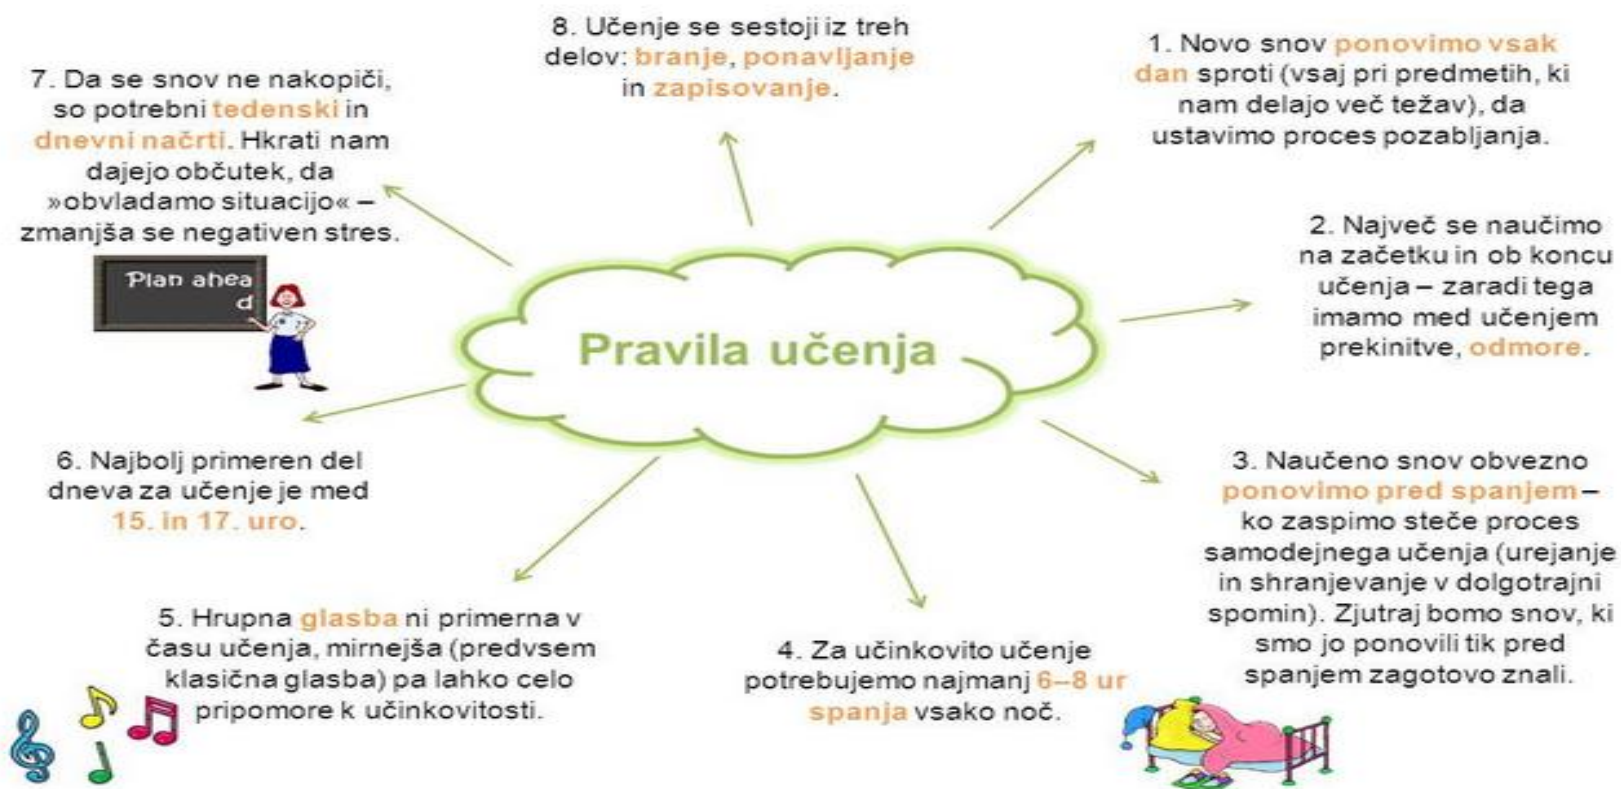 Pravila učenja
1. Novo snov ponovimo vsak
dan sproti (vsaj pri predmetih, ki
nam delajo več težav), da
ustavimo proces pozabljanja.
2. Največ se naučimo
na začetku in ob koncu
učenja – zaradi tega
imamo med učenjem
prekinitve, odmore.
3. Naučeno snov obvezno
ponovimo pred spanjem –
ko zaspimo steče proces
samodejnega učenja (urejanje
in shranjevanje v dolgotrajni
spomin). Zjutraj bomo snov, ki
smo jo ponovili tik pred
spanjem zagotovo znali.
4. Za učinkovito učenje
potrebujemo najmanj 6–8 ur
spanja vsako noč.
5. Hrupna glasba ni primerna v
času učenja, mirnejša (predvsem
klasična glasba) pa lahko celo
pripomore k učinkovitosti.
6. Najbolj primeren del
dneva za učenje je med
15. in 17. uro.
7. Da se snov ne nakopiči,
so potrebni tedenski in
dnevni načrti. Hkrati nam
dajejo občutek, da
»obvladamo situacijo« –
zmanjša se negativen stres.
Plan ahea
d
8. Učenje se sestoji iz treh
delov: branje, ponavljanje
in zapisovanje.